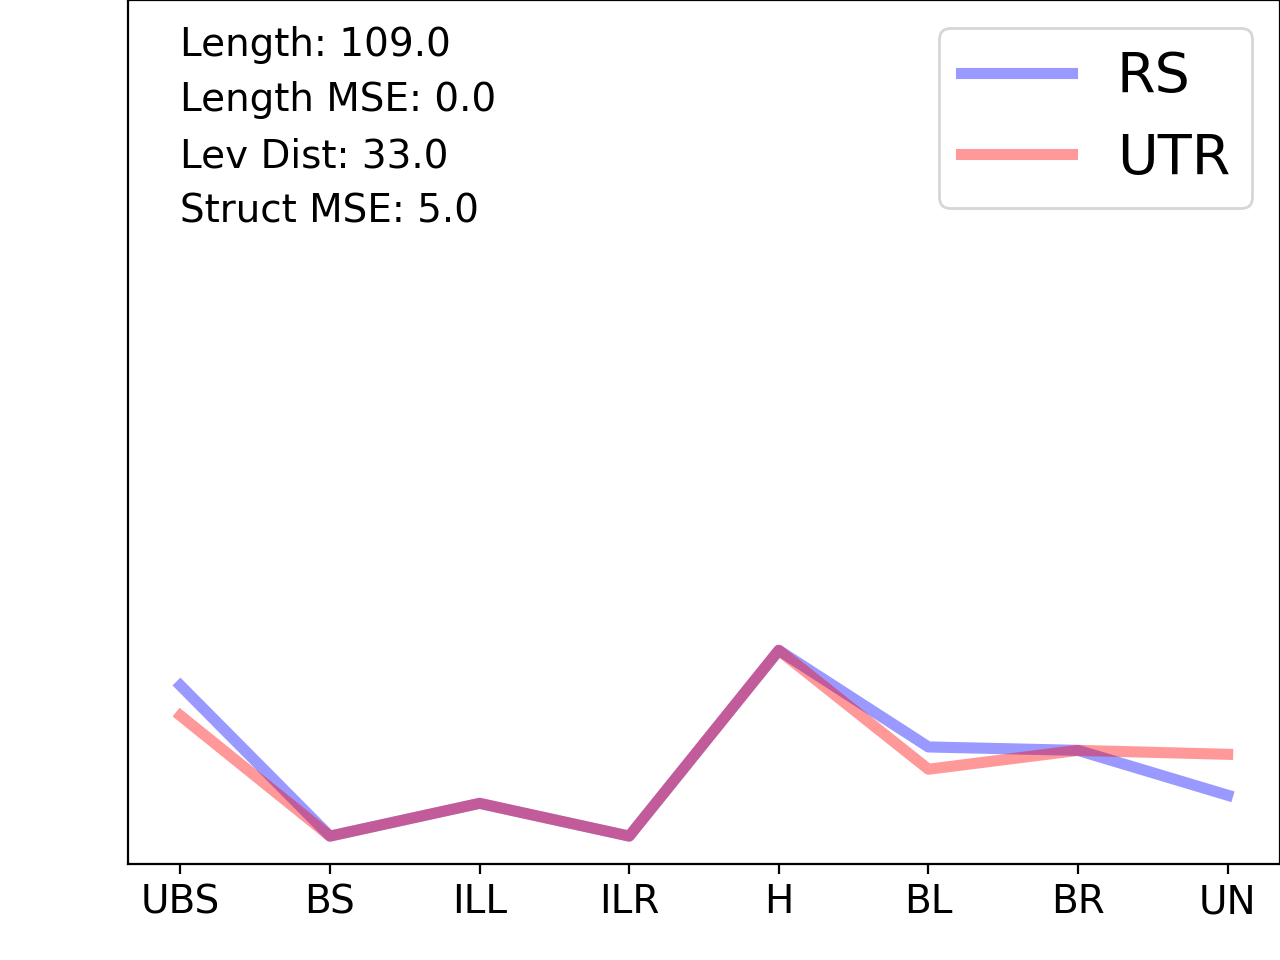 Length: 109.0
Length MSE: 0.0
Lev Dist: 33.0
Struct MSE: 5.0
RS
UTR
UBS BS ILL ILR H BL BR UN